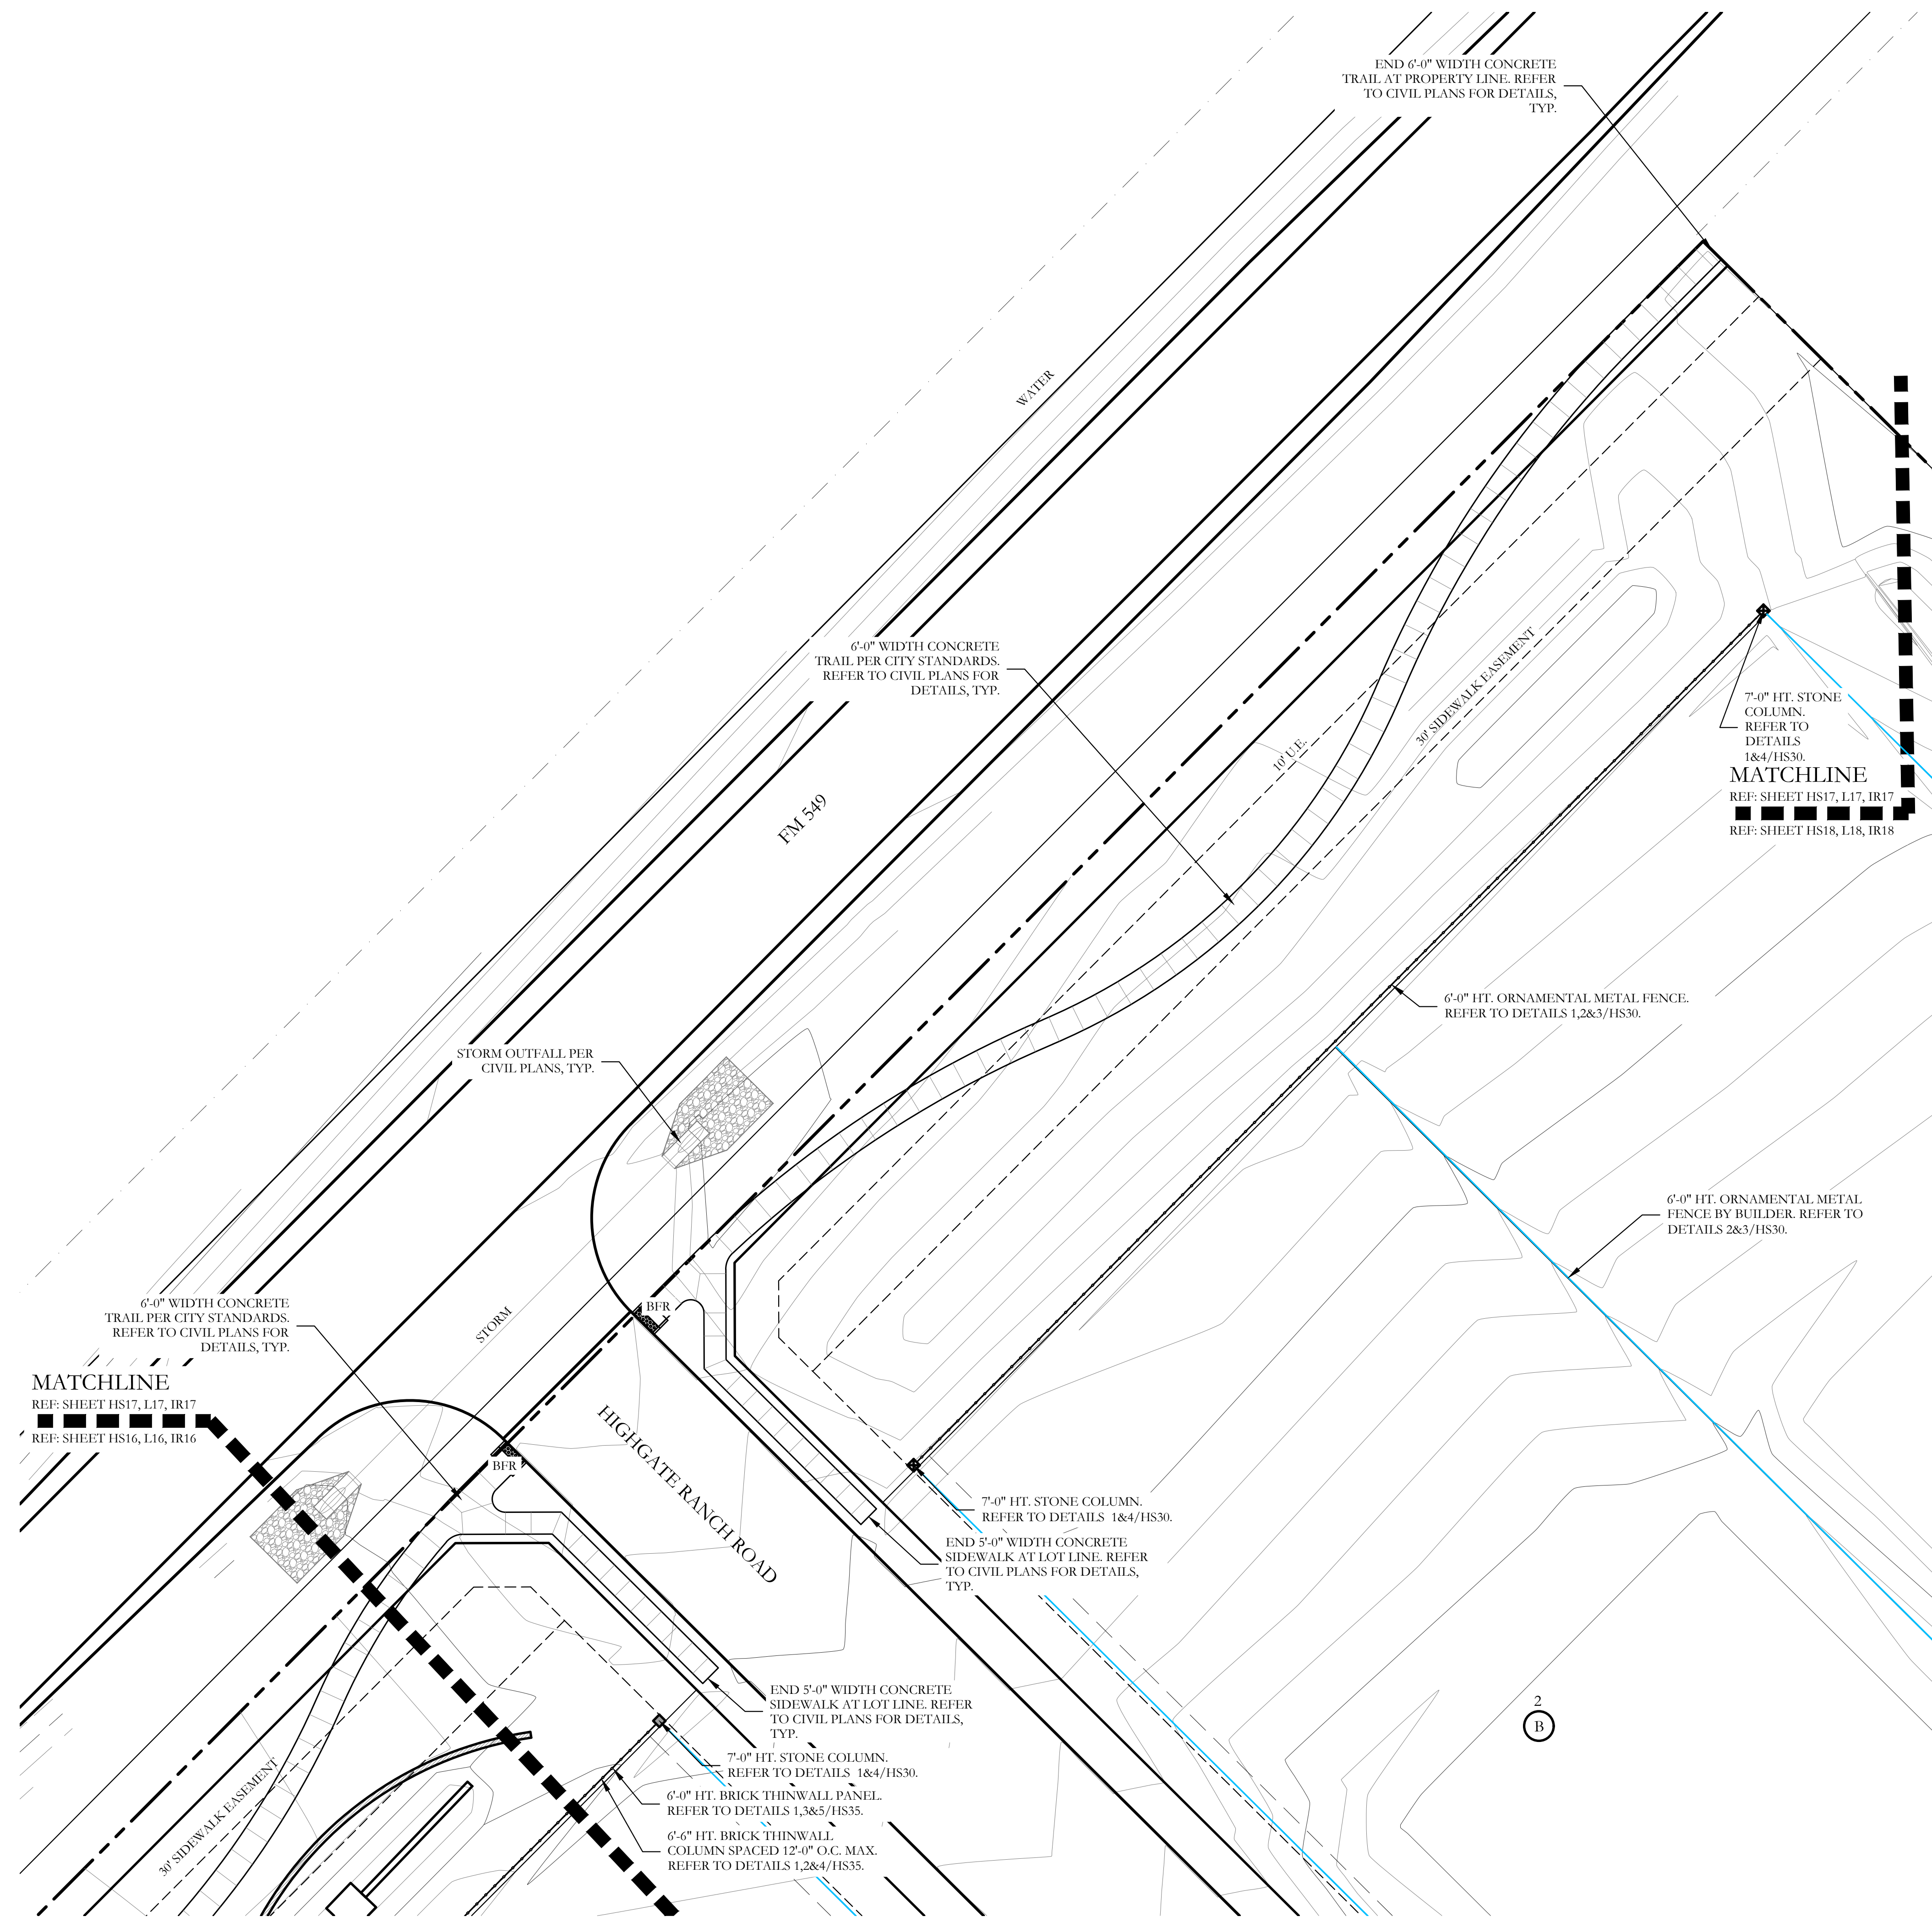 END 6'-0" WIDTH CONCRETE
TRAIL AT PROPERTY LINE. REFER
TO CIVIL PLANS FOR DETAILS,
TYP.
WATER
6'-0" WIDTH CONCRETE
TRAIL PER CITY STANDARDS.
REFER TO CIVIL PLANS FOR
DETAILS, TYP.
30' SIDEWALK EASEMENT
10' U.E.
7'-0" HT. STONE
COLUMN.
REFER TO
DETAILS
1&4/HS30.
MATCHLINE
REF: SHEET HS17, L17, IR17
REF: SHEET HS18, L18, IR18
FM 549
6'-0" HT. ORNAMENTAL METAL FENCE.
REFER TO DETAILS 1,2&3/HS30.
STORM OUTFALL PER
CIVIL PLANS, TYP.
6'-0" HT. ORNAMENTAL METAL
FENCE BY BUILDER. REFER TO
DETAILS 2&3/HS30.
6'-0" WIDTH CONCRETE
TRAIL PER CITY STANDARDS.
REFER TO CIVIL PLANS FOR
DETAILS, TYP.
STORM
BFR
MATCHLINE
REF: SHEET HS17, L17, IR17
REF: SHEET HS16, L16, IR16
BFR
HIGHGATE RANCH ROAD
7'-0" HT. STONE COLUMN.
REFER TO DETAILS 1&4/HS30.
END 5'-0" WIDTH CONCRETE
SIDEWALK AT LOT LINE. REFER
TO CIVIL PLANS FOR DETAILS,
TYP.
END 5'-0" WIDTH CONCRETE
SIDEWALK AT LOT LINE. REFER
TO CIVIL PLANS FOR DETAILS,
TYP.
2
B
7'-0" HT. STONE COLUMN.
REFER TO DETAILS 1&4/HS30.
6'-0" HT. BRICK THINWALL PANEL.
REFER TO DETAILS 1,3&5/HS35.
6'-6" HT. BRICK THINWALL
COLUMN SPACED 12'-0" O.C. MAX.
REFER TO DETAILS 1,2&4/HS35.
30' SIDEWALK EASEMENT